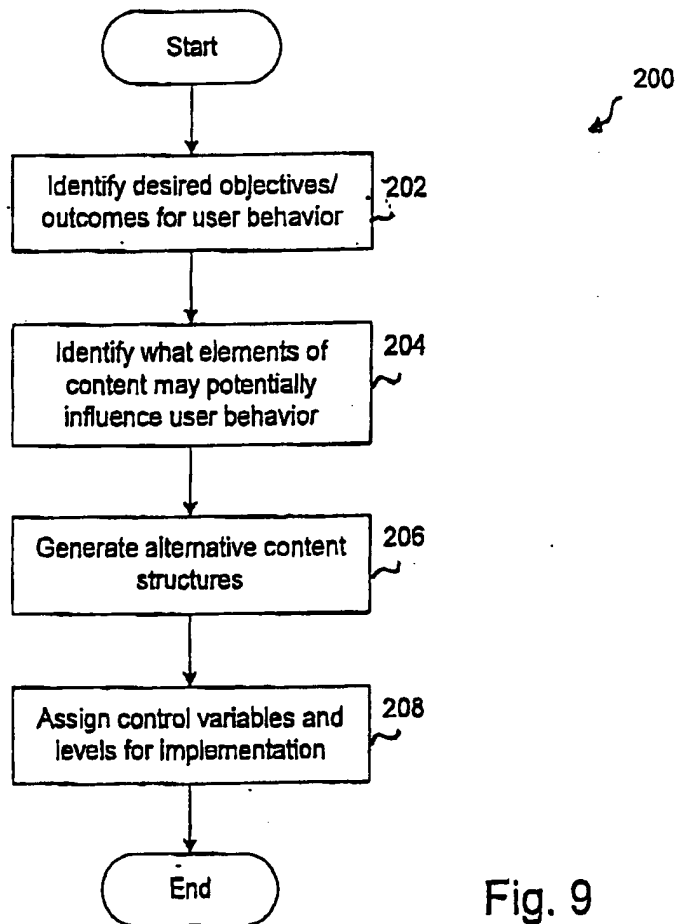 Start
200
Identify desired objectives/
outcomes for user behavior
202
Identify what elements of
content may potentially
influence user behavior
204
Generate alternative content
structures
206
Assign control variables and
levels for implementation
208
End
Fig. 9